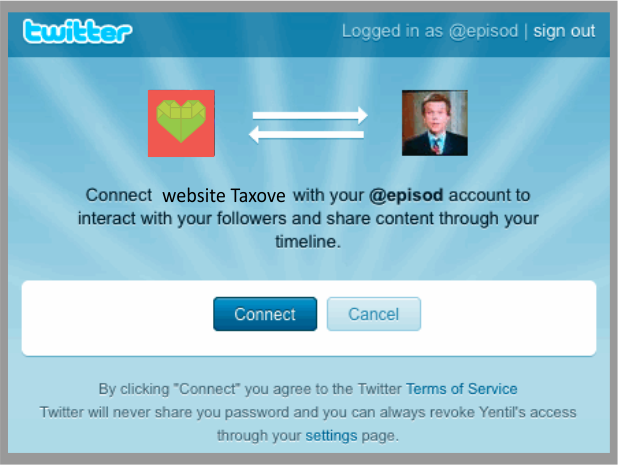 twitter
Logged in as @episod | sign out
Connect website Taxove with your @episod account to
interact with your followers and share content through your
timeline.
Connect
Cancel
By clicking "Connect" you agree to the Twitter Terms of Service
Twitter will never share you password and you can always revoke Yentil's access
through your settings page.